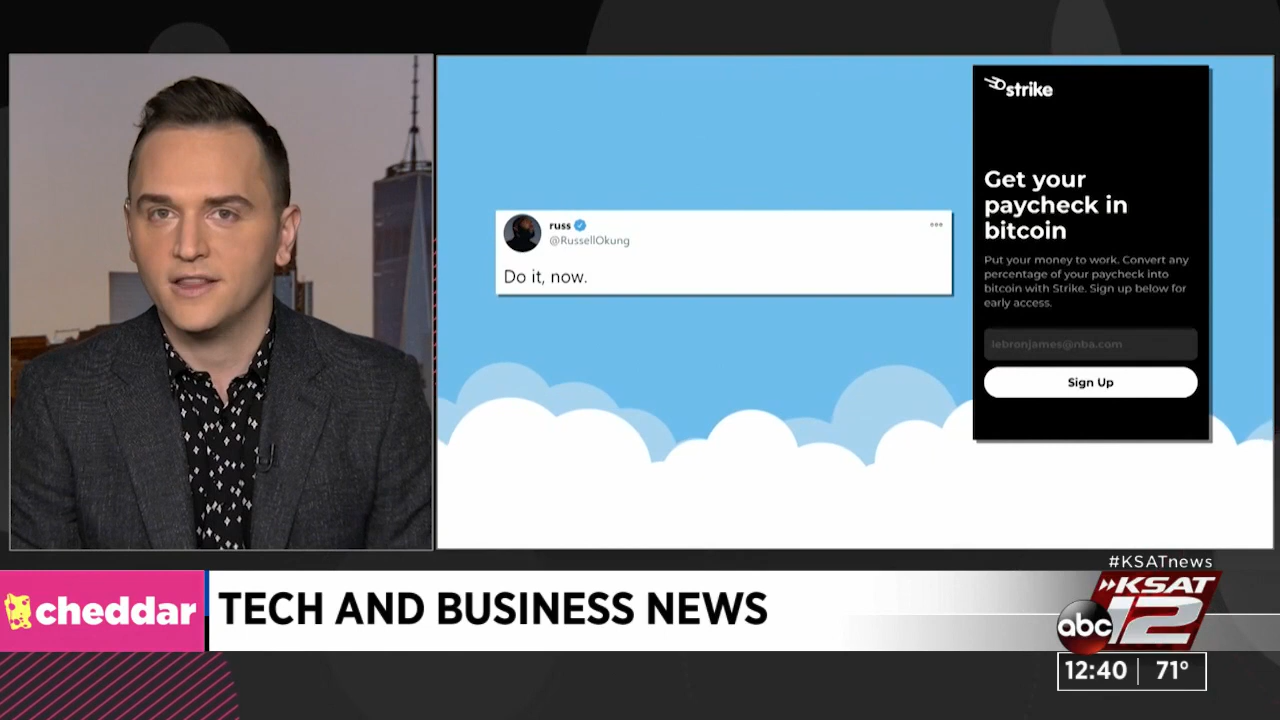 strike
Get your
paycheck in
bitcoin
Put your money to work. Convert any
percentage of your paycheck into
bitcoin with Strike. Sign up below for
early access.
lebronjames@nba.com
Sign Up
russ
@RussellOkung
Do it, now.
#KSATnews
cheddar
TECH AND BUSINESS NEWS
KSAT
abc 12
12:40 71°